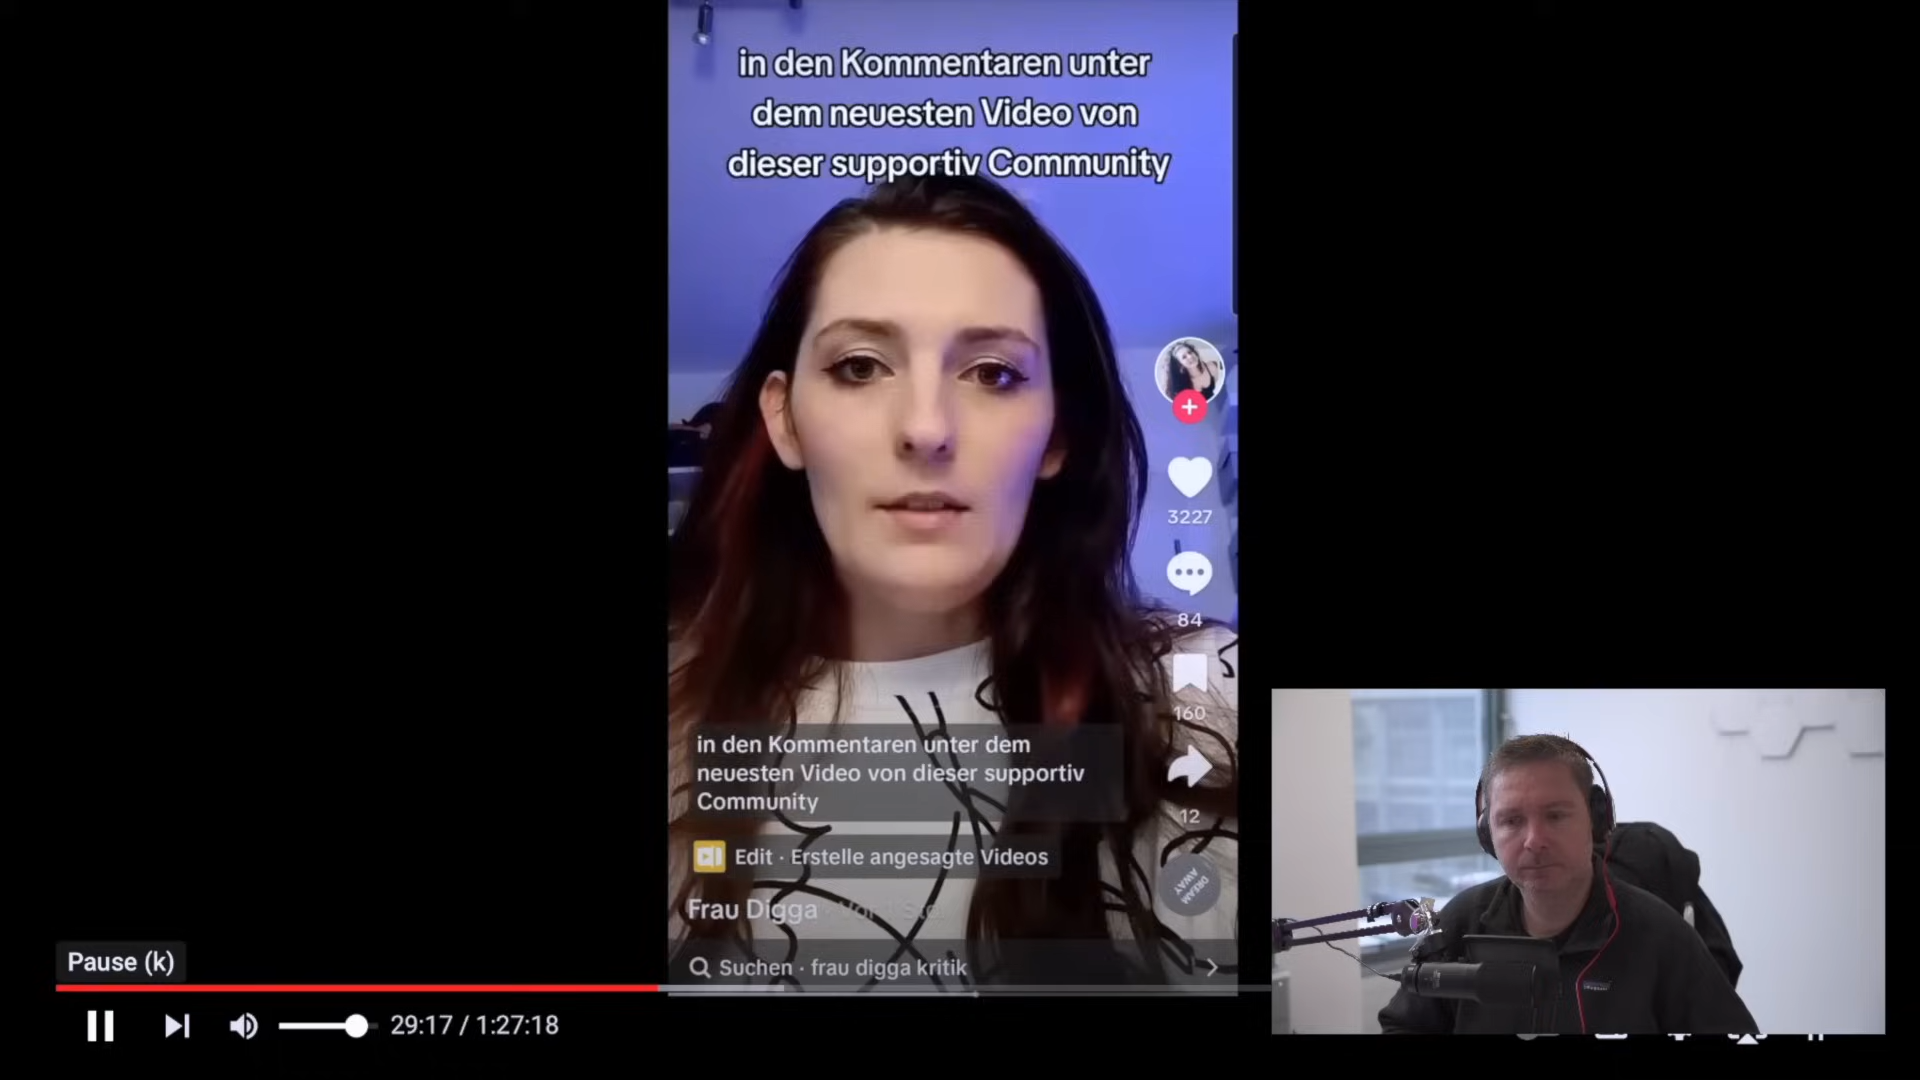 in den Kommentaren unter
dem neuesten Video von
dieser supportiv Community
3227
84
160
12
in den Kommentaren unter dem
neuesten Video von dieser supportiv
Community
Edit · Erstelle angesagte Videos
DREAM
AWAY
Frau Digga
Suchen · frau digga kritik
Pause (k)
29:17 / 1:27:18